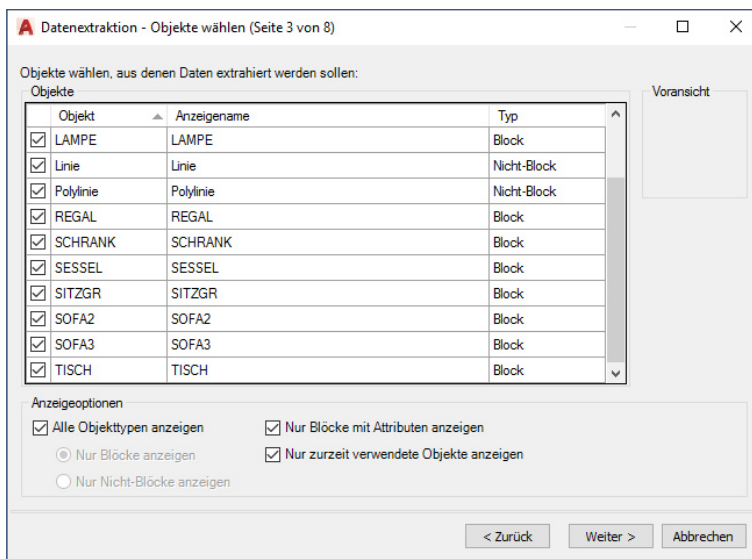 Datenextraktion - Objekte wählen (Seite 3 von 8)
Objekte wählen, aus denen Daten extrahiert werden sollen:
Objekte
Voransicht
Objekt Anzeigename Typ
LAMPE LAMPE Block
Linie Linie Nicht-Block
Polylinie Polylinie Nicht-Block
REGAL REGAL Block
SCHRANK SCHRANK Block
SESSEL SESSEL Block
SITZGR SITZGR Block
SOFA2 SOFA2 Block
SOFA3 SOFA3 Block
TISCH TISCH Block
Anzeigeoptionen
Alle Objekttypen anzeigen Nur Blöcke mit Attributen anzeigen
Nur Blöcke anzeigen Nur zurzeit verwendete Objekte anzeigen
Nur Nicht-Blöcke anzeigen
< Zurück Weiter > Abbrechen